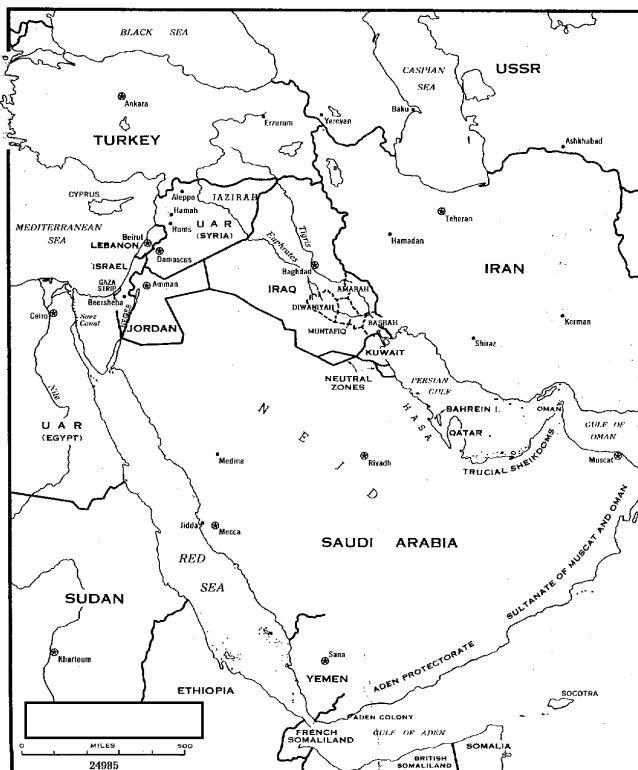 BLACK SEA
CASPIAN
SEA
USSR
Ankara
Baku
Erzurum
Yerevan
Ashkhabad
TURKEY
CYPRUS
Aleppo
JAZIRAH
Teheran
Hamah
Homs
U A R
(SYRIA)
MEDITERRANEAN
SEA
Beirut
LEBANON
Damascus
Euphrates
Tigris
Hamadan
IRAN
ISRAEL
Baghdad
GAZA
STRIP
Amman
IRAQ
AMARAH
Beersheba
DIWANIYAH
Cairo
Suez
Canal
NEGEB
JORDAN
MUNTAFIQ
BASRAH
Kerman
Shiraz
KUWAIT
NEUTRAL
ZONES
PERSIAN
GULF
Nile
NEJD
HASA
BAHREIN I.
OMAN
U A R
(EGYPT)
QATAR
GULF OF
OMAN
Medina
Riyadh
TRUCIAL SHEIKDOMS
Muscat
Jidda
Mecca
SAUDI ARABIA
RED
SEA
SULTANATE OF MUSCAT AND OMAN
SUDAN
Khartoum
Sana
YEMEN
ADEN PROTECTORATE
ETHIOPIA
SOCOTRA
ADEN COLONY
FRENCH
SOMALILAND
GULF OF ADEN
SOMALIA
BRITISH
SOMALILAND
0 MILES 500
24985